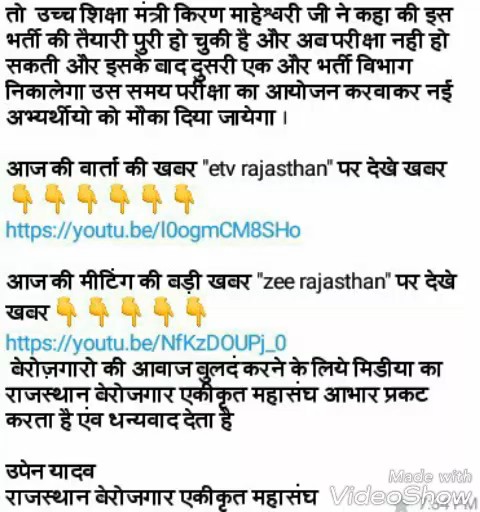 तो उच्च शिक्षा मंत्री किरण माहेश्वरी जी ने कहा की इस
भर्ती की तैयारी पुरी हो चुकी है और अब परीक्षा नही हो
सकती और इसके बाद दुसरी एक और भर्ती विभाग
निकालेगा उस समय परीक्षा का आयोजन करवाकर नई
अभ्यर्थीयो को मौका दिया जायेगा ।
आज की वार्ता की खबर "etv rajasthan" पर देखे खबर
👇👇👇👇👇👇
https://youtu.be/l0ogmCM8SHo
आज की मीटिंग की बड़ी खबर "zee rajasthan" पर देखे
खबर 👇👇👇👇👇
https://youtu.be/NfKzDOUPj_0
बेरोज़गारो की आवाज बुलंद करने के लिये मिडीया का
राजस्थान बेरोजगार एकीकृत महासंघ आभार प्रकट
करता है एंव धन्यवाद देता है
उपेन यादव
राजस्थान बेरोजगार एकीकृत महासंघ
Made with
VideoShow
7:54 PM